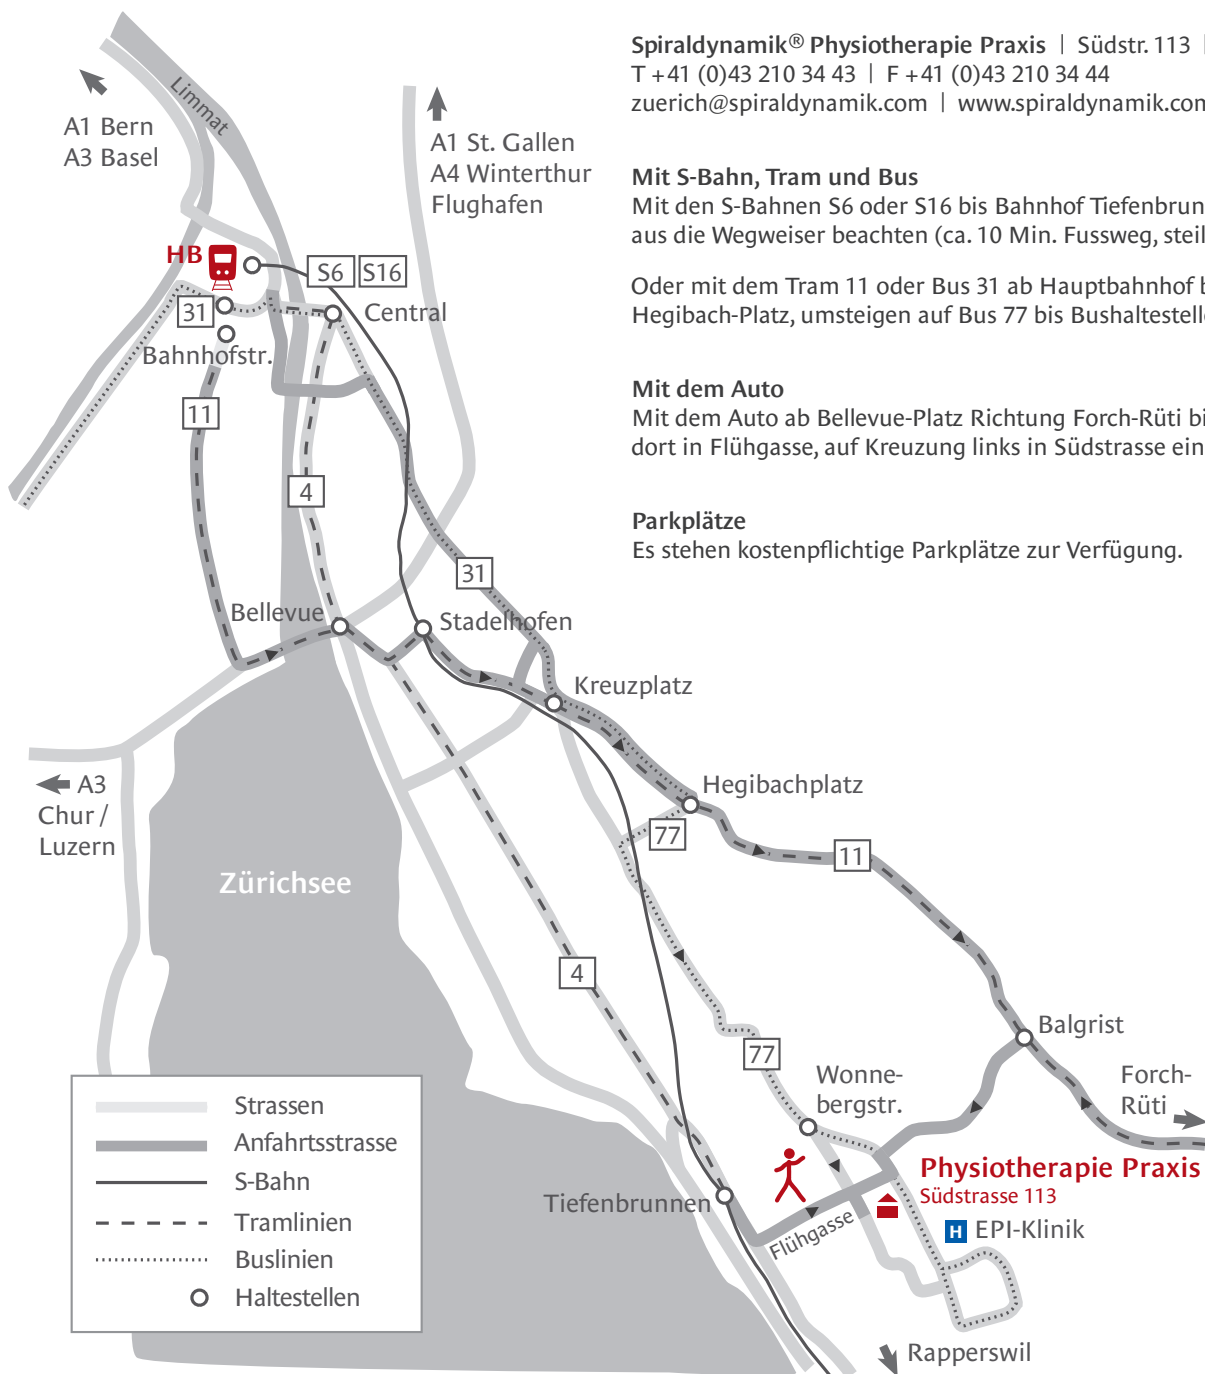 Spiraldynamik® Physiotherapie Praxis | Südstr. 113 |
T +41 (0)43 210 34 43 | F +41 (0)43 210 34 44
zuerich@spiraldynamik.com | www.spiraldynamik.com
Mit S-Bahn, Tram und Bus
Mit den S-Bahnen S6 oder S16 bis Bahnhof
aus die Wegweiser beachten (ca. 10 Min. Fussweg, steil
Oder mit dem Tram 11 oder Bus 31 ab Hauptbahnhof
Hegibach-Platz, umsteigen auf Bus 77 bis
Mit dem Auto
Mit dem Auto ab Bellevue-Platz Richtung Forch-Rüti
dort in Flühgasse, auf Kreuzung links in Südstrasse
Parkplätze
Es stehen kostenpflichtige Parkplätze zur Verfügung.
Limmat
A1 Bern
A3 Basel
A1 St. Gallen
A4 Winterthur
Flughafen
HB
S6
S16
31
Central
Bahnhofstr.
11
4
31
Bellevue
Stadelhofen
Kreuzplatz
A3
Chur /
Luzern
Hegibachplatz
77
11
Zürichsee
4
Balgrist
77
Wonne-
bergstr.
Forch-
Rüti
Physiotherapie Praxis
Südstrasse 113
H EPI-Klinik
Tiefenbrunnen
Flühgasse
Rapperswil
Strassen
Anfahrtsstrasse
S-Bahn
Tramlinien
Buslinien
Haltestellen